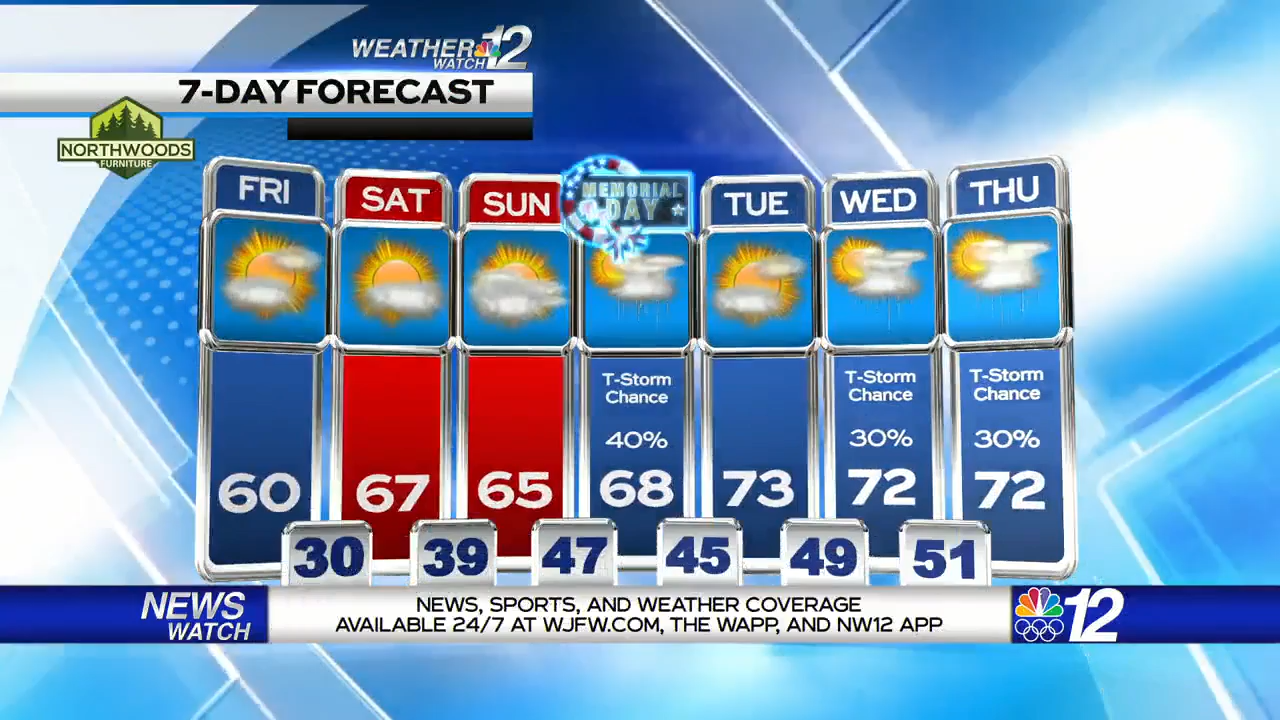 WEATHER
WATCH 12
7-DAY FORECAST
NORTHWOODS
FURNITURE
FRI
SAT
SUN
MEMORIAL
DAY
TUE
WED
THU
T-Storm
Chance
40%
T-Storm
Chance
30%
T-Storm
Chance
30%
60
67
65
68
73
72
72
30
39
47
45
49
51
NEWS
WATCH
NEWS, SPORTS, AND WEATHER COVERAGE
AVAILABLE 24/7 AT WJFW.COM, THE WAPP, AND NW12 APP
12